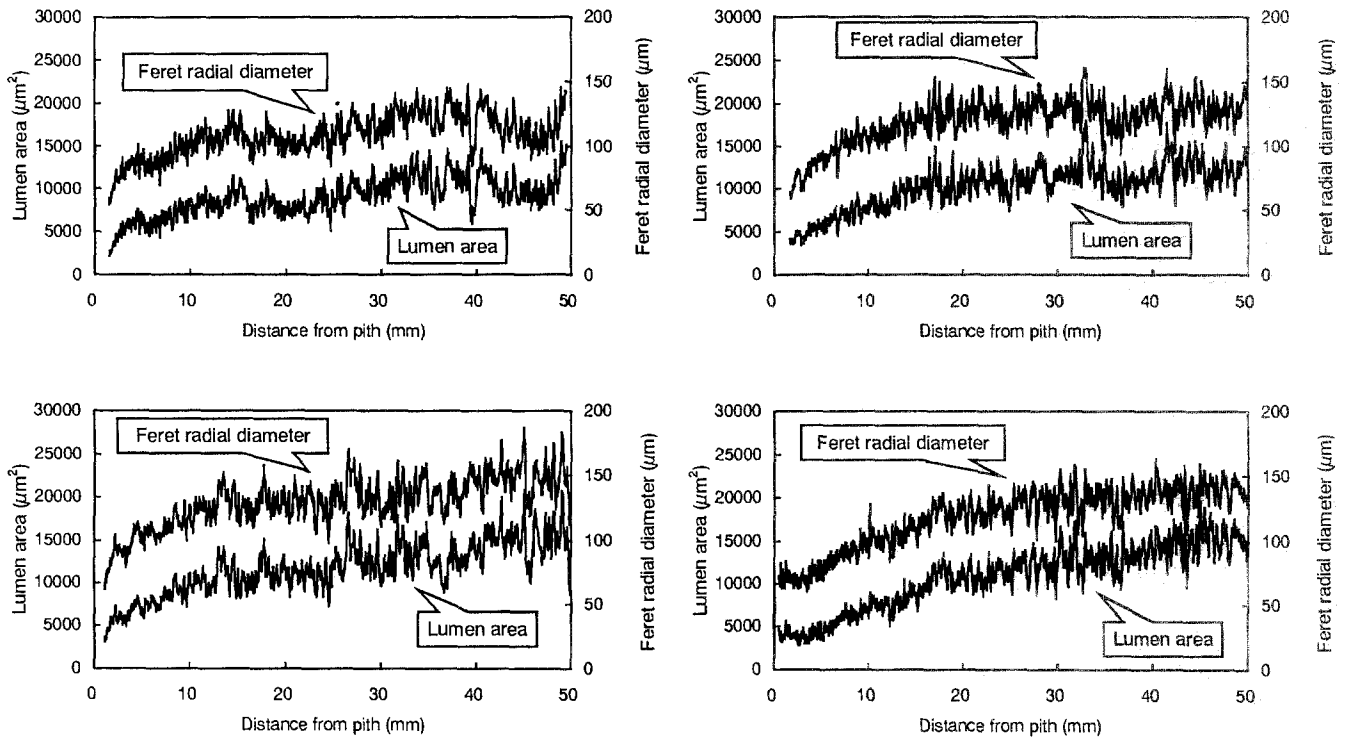 30000
25000
20000
15000
10000
5000
0
Lumen area (μm²)
200
150
100
50
0
Feret radial diameter (μm)
Feret radial diameter
Lumen area
0 10 20 30 40 50
Distance from pith (mm)
30000
25000
20000
15000
10000
5000
0
Lumen area (μm²)
200
150
100
50
0
Feret radial diameter (μm)
Feret radial diameter
Lumen area
0 10 20 30 40 50
Distance from pith (mm)
30000
25000
20000
15000
10000
5000
0
Lumen area (μm²)
200
150
100
50
0
Feret radial diameter (μm)
Feret radial diameter
Lumen area
0 10 20 30 40 50
Distance from pith (mm)
30000
25000
20000
15000
10000
5000
0
Lumen area (μm²)
200
150
100
50
0
Feret radial diameter (μm)
Feret radial diameter
Lumen area
0 10 20 30 40 50
Distance from pith (mm)